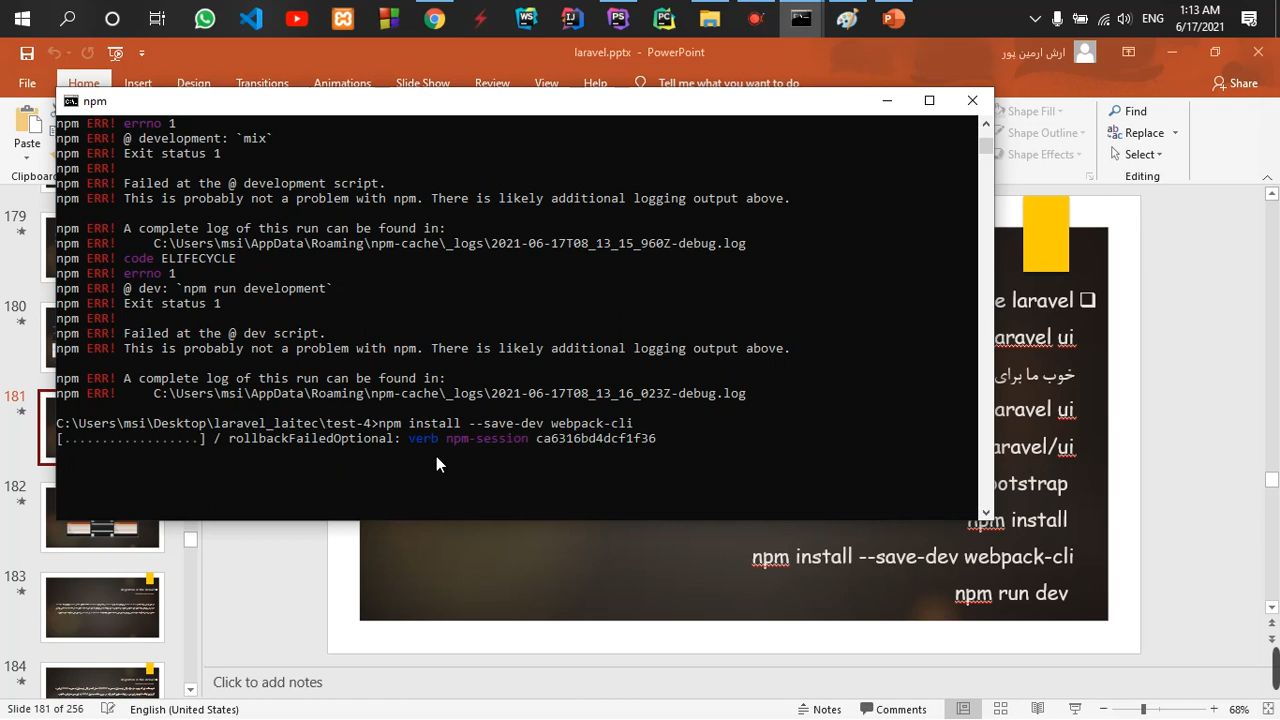 1:13 AM
ENG
6/17/2021
laravel.pptx - PowerPoint
ارش ارمین پور
File
Home
Insert
Design
Transitions
Animations
Slide Show
Review
View
Help
Tell me what you want to do
Share
Paste
Clipboard
Shape Fill
Shape Outline
Shape Effects
Find
Replace
Select
Editing
npm
npm ERR! errno 1
npm ERR! @ development: `mix`
npm ERR! Exit status 1
npm ERR!
npm ERR! Failed at the @ development script.
npm ERR! This is probably not a problem with npm. There is likely additional logging output above.
npm ERR! A complete log of this run can be found in:
npm ERR!     C:\Users\msi\AppData\Roaming\npm-cache\_logs\2021-06-17T08_13_15_960Z-debug.log
npm ERR! code ELIFECYCLE
npm ERR! errno 1
npm ERR! @ dev: `npm run development`
npm ERR! Exit status 1
npm ERR!
npm ERR! Failed at the @ dev script.
npm ERR! This is probably not a problem with npm. There is likely additional logging output above.
npm ERR! A complete log of this run can be found in:
npm ERR!     C:\Users\msi\AppData\Roaming\npm-cache\_logs\2021-06-17T08_13_16_023Z-debug.log
C:\Users\msi\Desktop\laravel_laitec\test-4>npm install --save-dev webpack-cli
[..................] / rollbackFailedOptional: verb npm-session ca6316bd4dcf1f36
179
180
181
182
183
184
laravel
ui
خوب ما برای
ui
/ui
npm install
npm install --save-dev webpack-cli
npm run dev
Click to add notes
Slide 181 of 256
English (United States)
Notes
Comments
68%